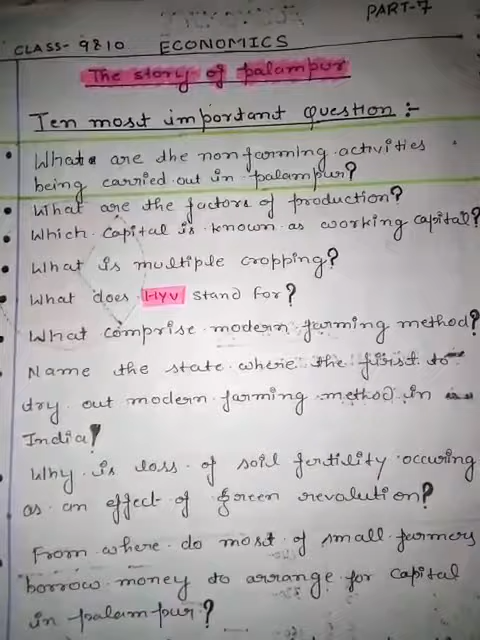 PART-7
CLASS- 9&10 ECONOMICS
The story of palampur
Ten most important question :-
What are the non farming activities
being carried out in palampur?
What are the factors of production?
Which capital is known as working capital?
What is multiple cropping?
What does HYV stand for?
What comprise modern farming method?
Name the state where the first to
dry out modern farming method in
India?
Why is loss of soil fertility occuring
as an effect of green revolution?
From where do most of small farmers
borrow money to arrange for capital
in palampur?